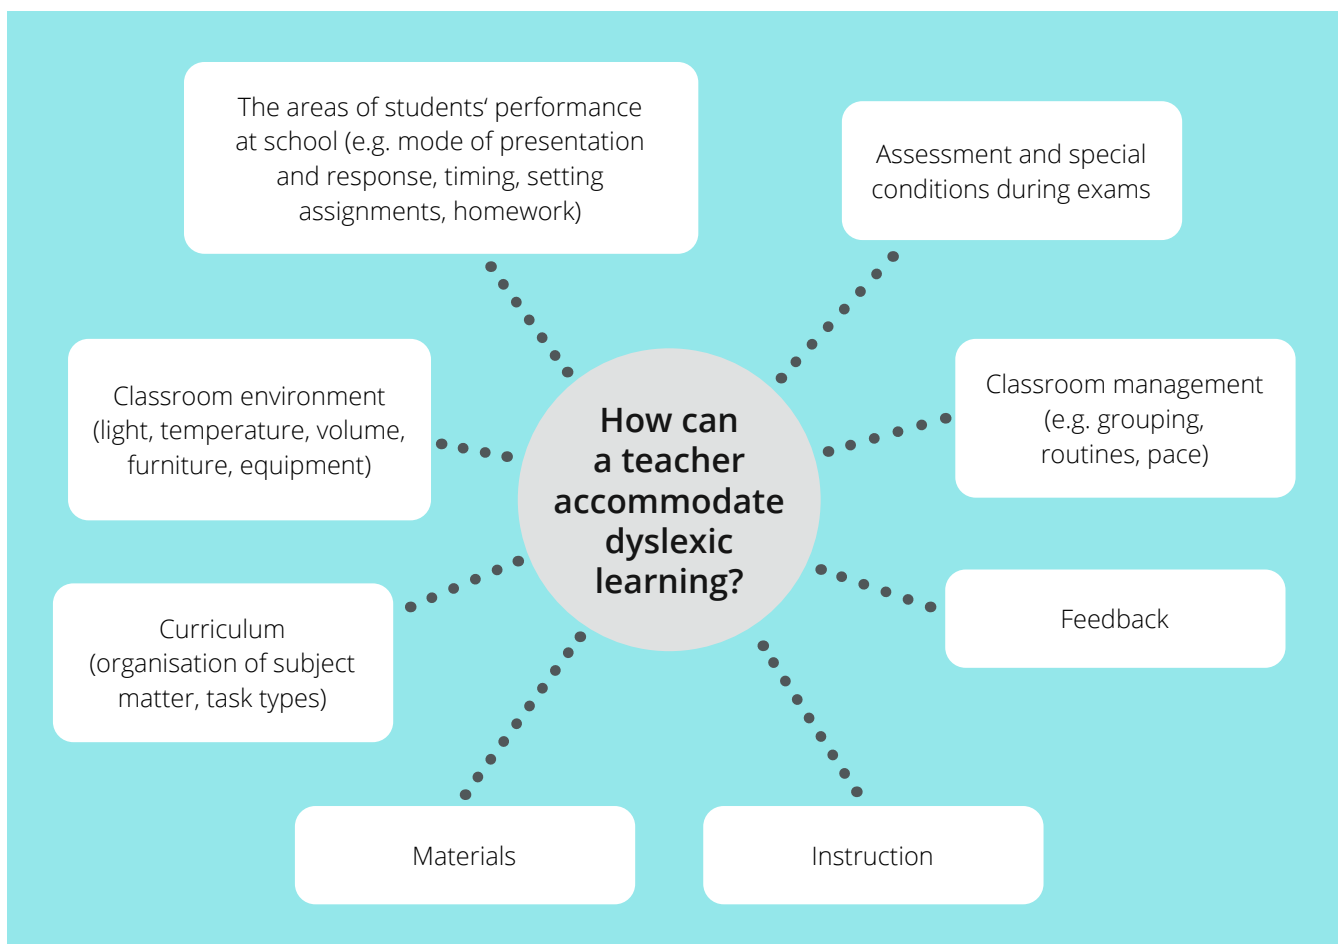 The areas of students‘ performance
at school (e.g. mode of presentation
and response, timing, setting
assignments, homework)
Assessment and special
conditions during exams
Classroom environment
(light, temperature, volume,
furniture, equipment)
How can
a teacher
accommodate
dyslexic
learning?
Classroom management
(e.g. grouping,
routines, pace)
Curriculum
(organisation of subject
matter, task types)
Feedback
Materials
Instruction